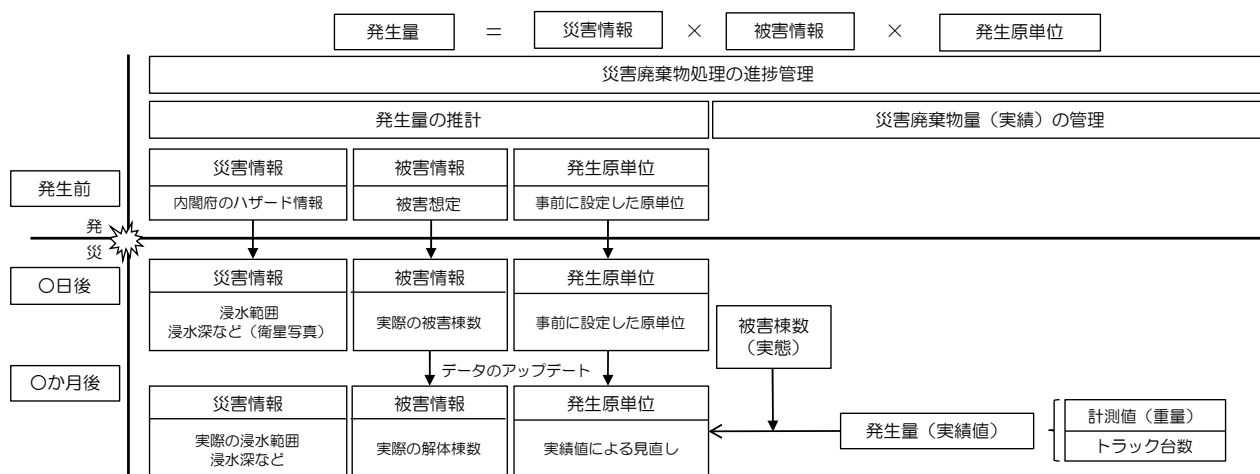 発生量 = 災害情報 × 被害情報 × 発生原単位
災害廃棄物処理の進捗管理
発生量の推計
災害廃棄物量（実績）の管理
発生前
災害情報
内閣府のハザード情報
被害情報
被害想定
発生原単位
事前に設定した原単位
発
災
〇日後
災害情報
浸水範囲
浸水深など（衛星写真）
被害情報
実際の被害棟数
発生原単位
事前に設定した原単位
被害棟数
（実態）
データのアップデート
〇か月後
災害情報
実際の浸水範囲
浸水深など
被害情報
実際の解体棟数
発生原単位
実績値による見直し
発生量（実績値）
計測値（重量）
トラック台数